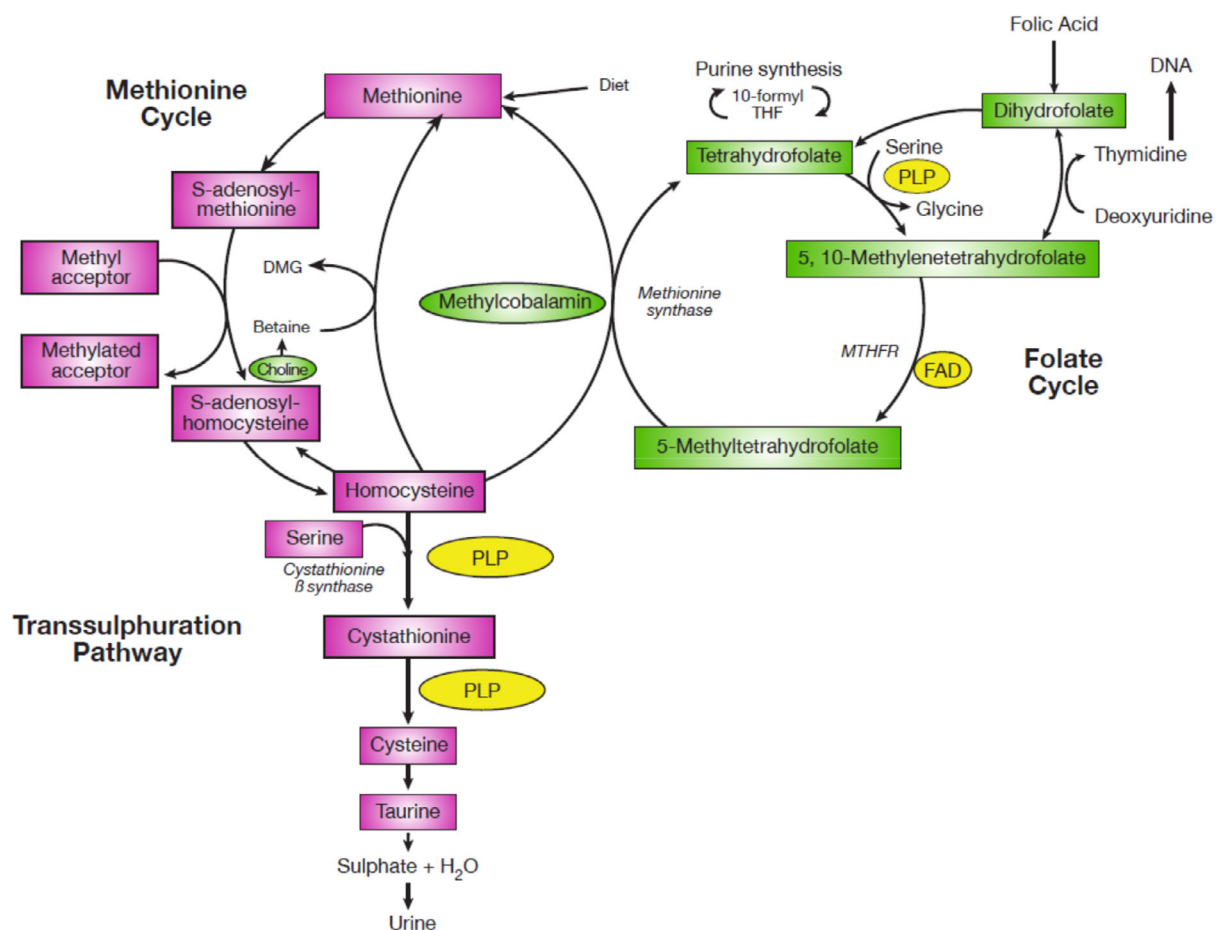 Methionine
Cycle
Methionine
Diet
S-adenosyl-
methionine
Methyl
acceptor
DMG
Betaine
Choline
Methylated
acceptor
S-adenosyl-
homocysteine
Homocysteine
Methylcobalamin
Methionine
synthase
Folic Acid
DNA
Purine synthesis
10-formyl
THF
Dihydrofolate
Tetrahydrofolate
Serine
PLP
Glycine
Thymidine
Deoxyuridine
5, 10-Methylenetetrahydrofolate
MTHFR
FAD
Folate
Cycle
5-Methyltetrahydrofolate
Serine
Cystathionine
ß synthase
PLP
Transsulphuration
Pathway
Cystathionine
PLP
Cysteine
Taurine
Sulphate + H₂O
Urine